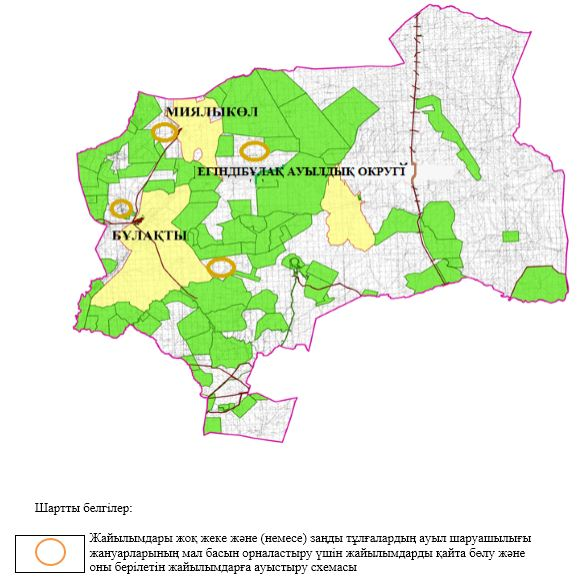 МИЯЛЫКӨЛ
ЕГІНДІБҰЛАҚ АУЫЛДЫҚ ОКРУГІ
БҰЛАҚТЫ
Шартты белгілер:
Жайылымдары жоқ жеке және (немесе) заңды тұлғалардың ауыл шаруашылығы
жануарларының мал басын орналастыру үшін жайылымдарды қайта бөлу және
оны берілетін жайылымдарға ауыстыру схемасы